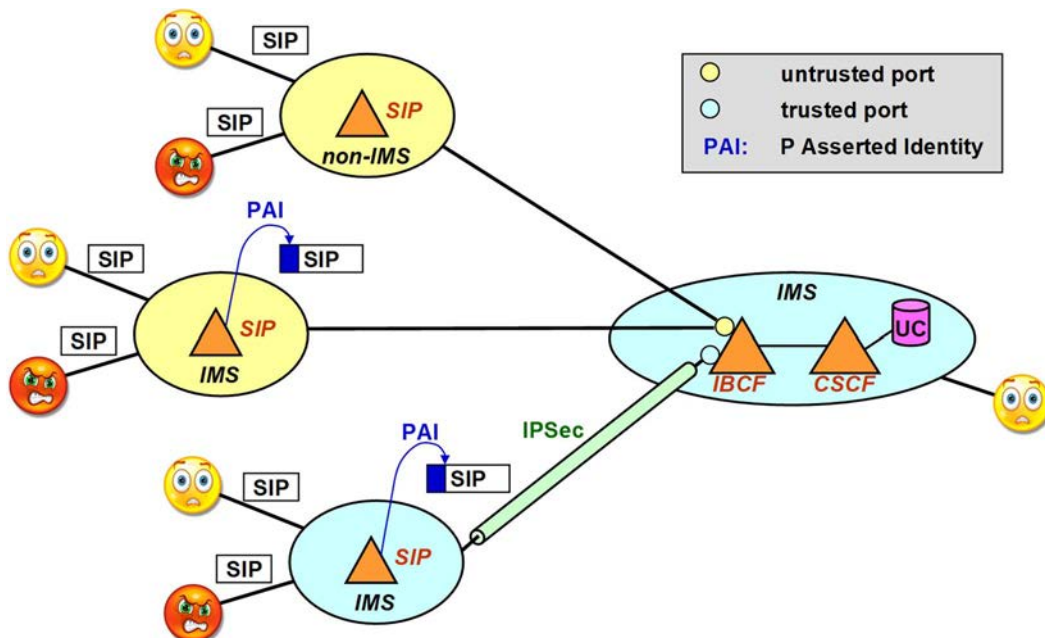 SIP
SIP
SIP
non-IMS
untrusted port
trusted port
PAI: P Asserted Identity
PAI
SIP
SIP
SIP
SIP
IMS
IMS
UC
IBCF
CSCF
IPSec
PAI
SIP
SIP
SIP
SIP
IMS